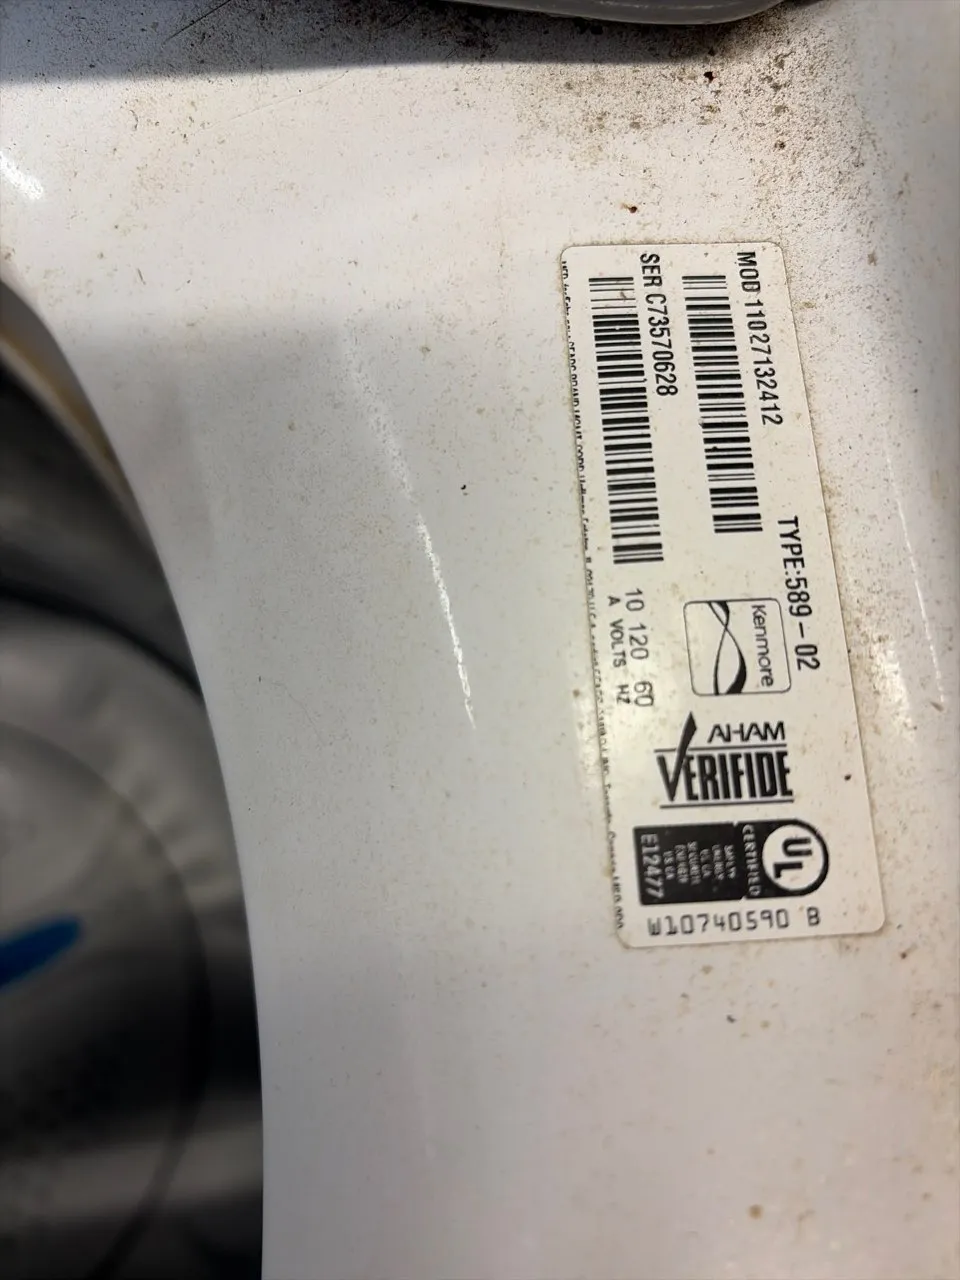 MOD 11027132412
TYPE:589-02
SER C73570628
Kenmore
10 120 60
A VOLTS HZ
AHAM
VERIFIDE
UL
CERTIFIED
E12477
W10740590 B